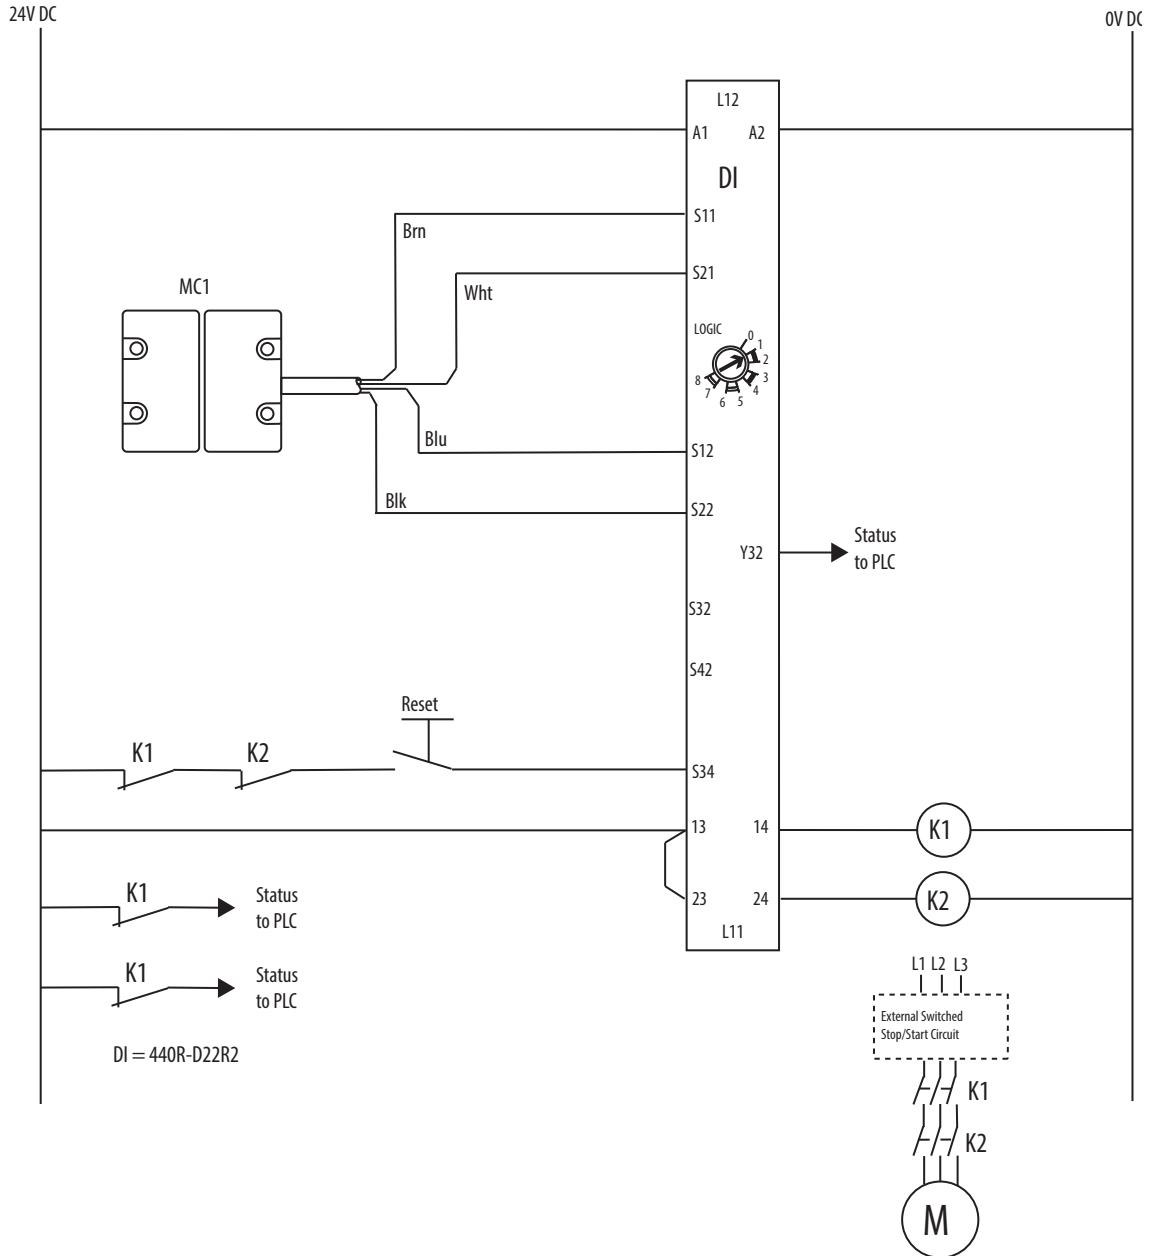 24V DC
0V DC
L12
A1 A2
DI
S11
Brn
S21
Wht
MC1
LOGIC
0
1
2
3
4
5
6
7
8
Blu
S12
Blk
S22
Y32
Status
to PLC
S32
S42
Reset
K1
K2
S34
13 14
K1
K1
Status
to PLC
23 24
K2
L11
K1
Status
to PLC
L1 L2 L3
External Switched
Stop/Start Circuit
DI = 440R-D22R2
K1
K2
M